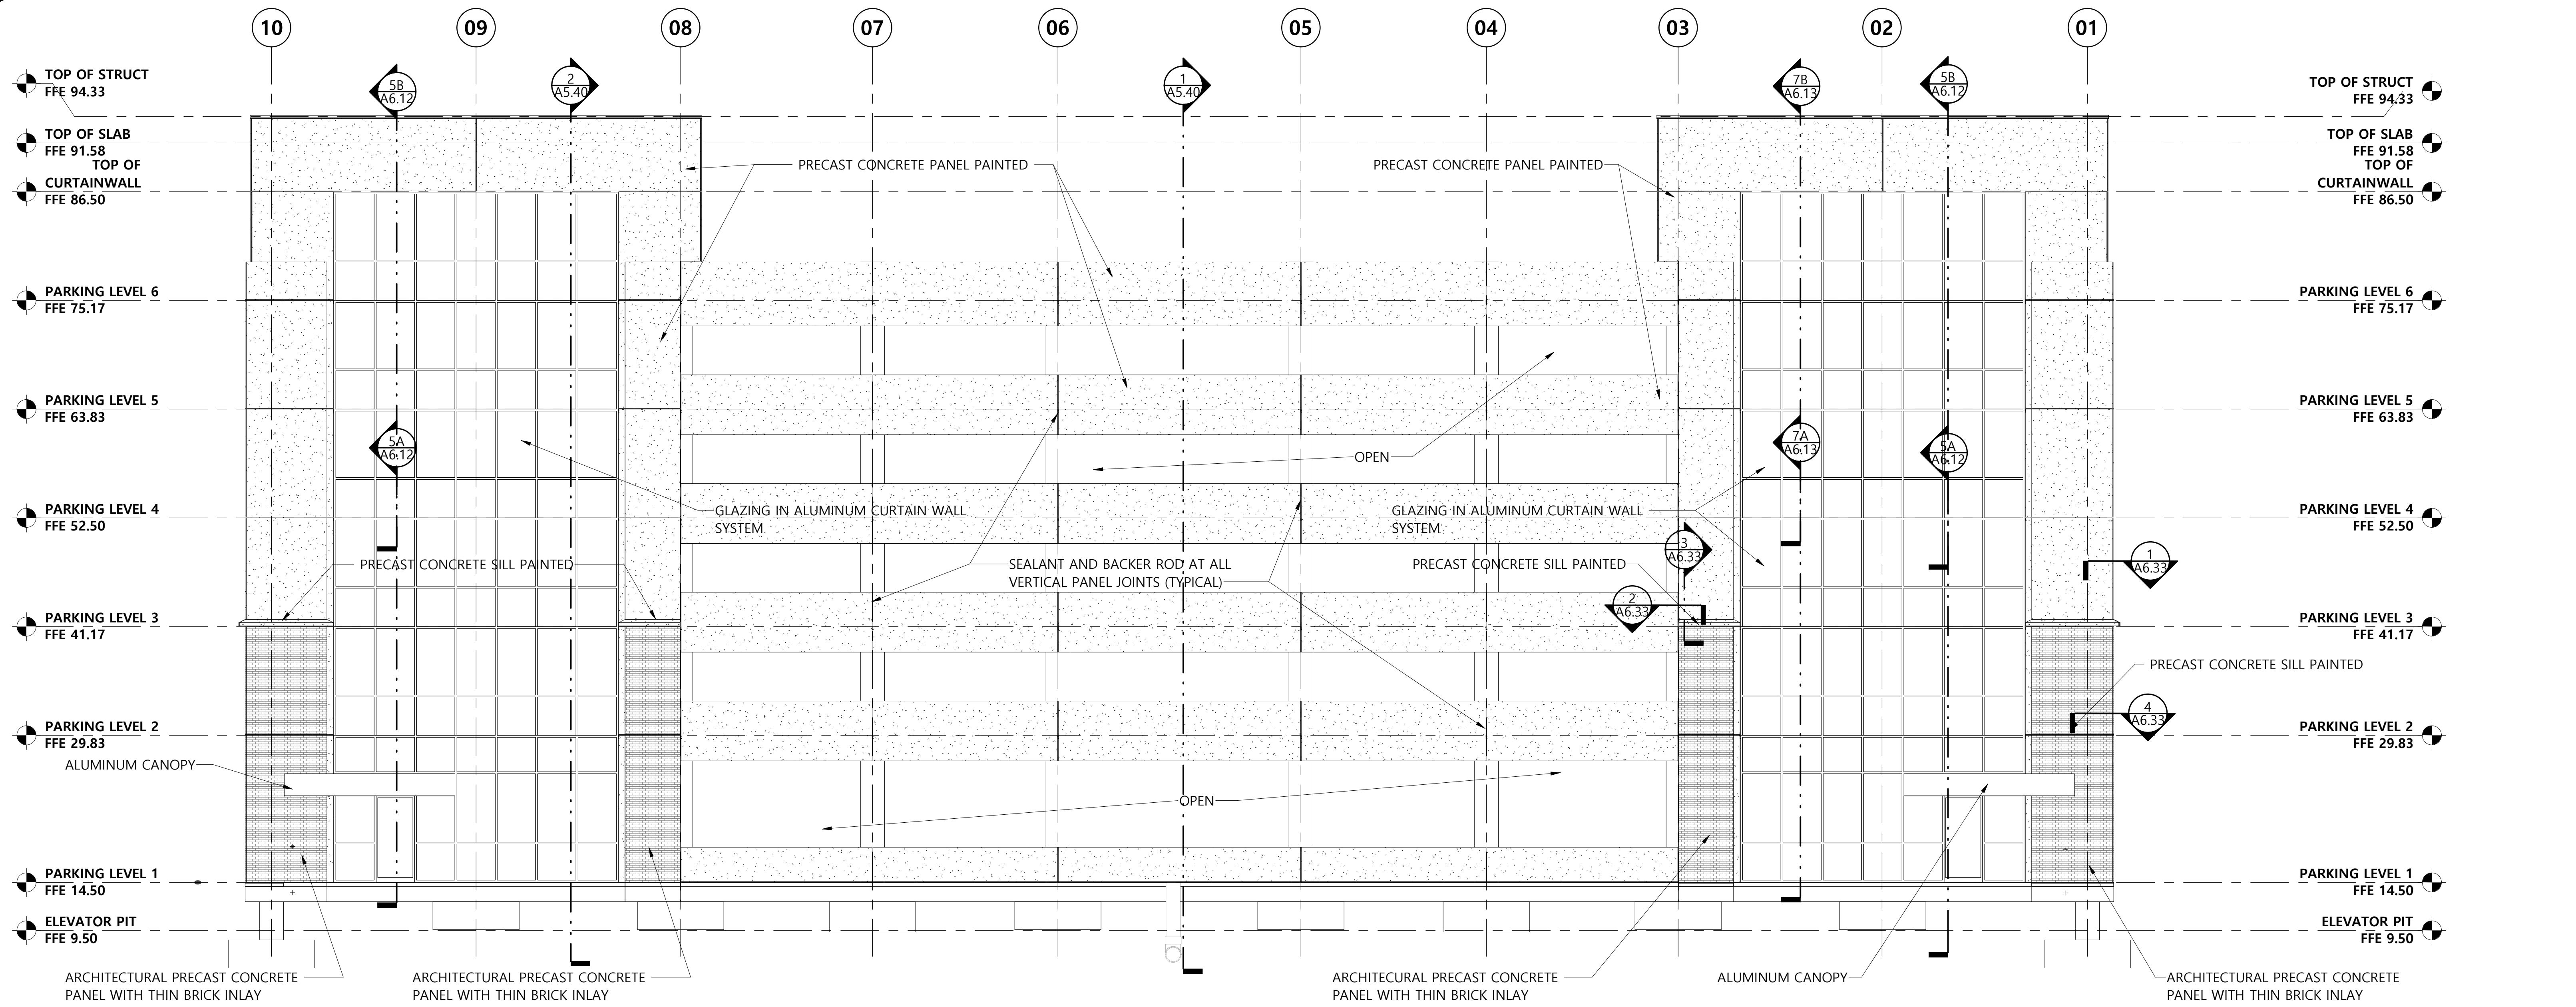 10 09 08 07 06 05 04 03 02 01
5B
A6.12
2
A5.40
1
A5.40
7B
A6.13
5B
A6.12
TOP OF STRUCT
FFE 94.33
TOP OF SLAB
FFE 91.58
TOP OF
CURTAINWALL
FFE 86.50
PARKING LEVEL 6
FFE 75.17
PARKING LEVEL 5
FFE 63.83
PARKING LEVEL 4
FFE 52.50
PARKING LEVEL 3
FFE 41.17
PARKING LEVEL 2
FFE 29.83
ALUMINUM CANOPY
PARKING LEVEL 1
FFE 14.50
ELEVATOR PIT
FFE 9.50
PRECAST CONCRETE PANEL PAINTED
PRECAST CONCRETE PANEL PAINTED
5A
A6.12
7A
A6.13
5A
A6.12
OPEN
GLAZING IN ALUMINUM CURTAIN WALL
SYSTEM
GLAZING IN ALUMINUM CURTAIN WALL
SYSTEM
PRECAST CONCRETE SILL PAINTED
SEALANT AND BACKER ROD AT ALL
VERTICAL PANEL JOINTS (TYPICAL)
PRECAST CONCRETE SILL PAINTED
3
A6.33
2
A6.33
1
A6.33
PRECAST CONCRETE SILL PAINTED
4
A6.33
OPEN
TOP OF STRUCT
FFE 94.33
TOP OF SLAB
FFE 91.58
TOP OF
CURTAINWALL
FFE 86.50
PARKING LEVEL 6
FFE 75.17
PARKING LEVEL 5
FFE 63.83
PARKING LEVEL 4
FFE 52.50
PARKING LEVEL 3
FFE 41.17
PARKING LEVEL 2
FFE 29.83
PARKING LEVEL 1
FFE 14.50
ELEVATOR PIT
FFE 9.50
ARCHITECTURAL PRECAST CONCRETE
PANEL WITH THIN BRICK INLAY
ARCHITECTURAL PRECAST CONCRETE
PANEL WITH THIN BRICK INLAY
ARCHITECURAL PRECAST CONCRETE
PANEL WITH THIN BRICK INLAY
ALUMINUM CANOPY
ARCHITECTURAL PRECAST CONCRETE
PANEL WITH THIN BRICK INLAY